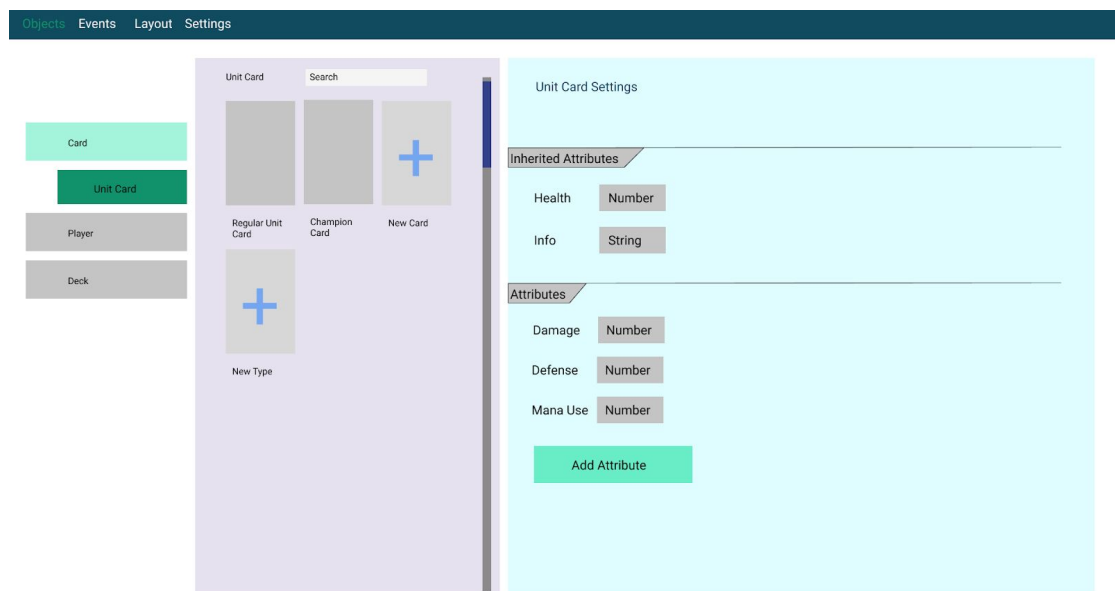 Objects Events Layout Settings
Card
Unit Card
Player
Deck
Unit Card Search
Regular Unit
Card
Champion
Card
New Card
New Type
Unit Card Settings
Inherited Attributes
Health Number
Info String
Attributes
Damage Number
Defense Number
Mana Use Number
Add Attribute